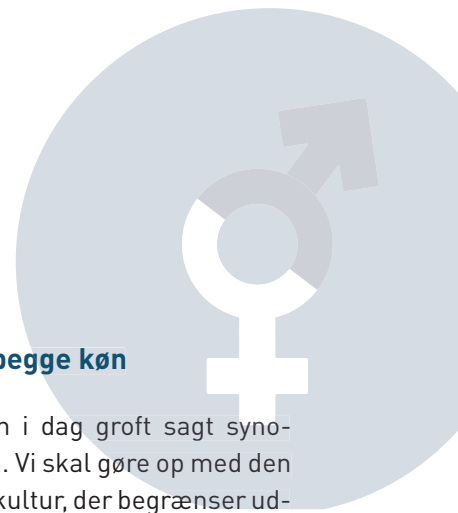 begge køn
n i dag groft sagt syno-
. Vi skal gøre op med den
kultur, der begrænser ud-